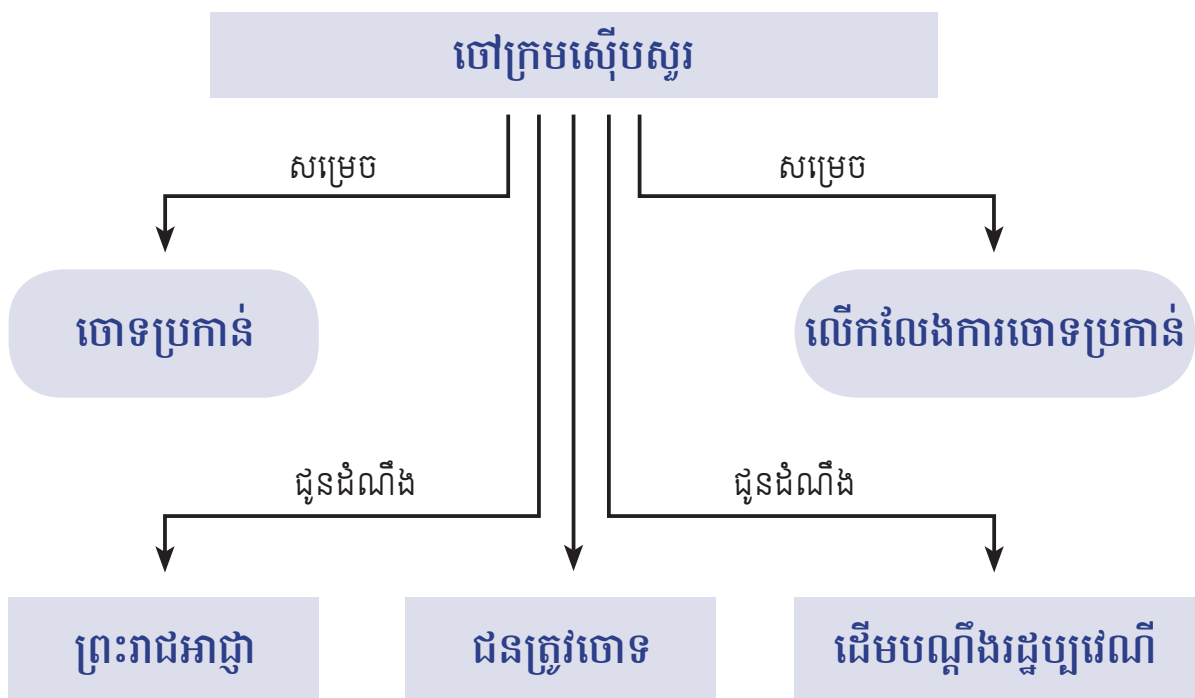 ចៅក្រមស៊ើបសួរ
សម្រេច
សម្រេច
ចោទប្រកាន់
លើកលែងការចោទប្រកាន់
ជូនដំណឹង
ជូនដំណឹង
ព្រះរាជអាជ្ញា
ជនត្រូវចោទ
ដើមបណ្ដឹងរដ្ឋប្បវេណី